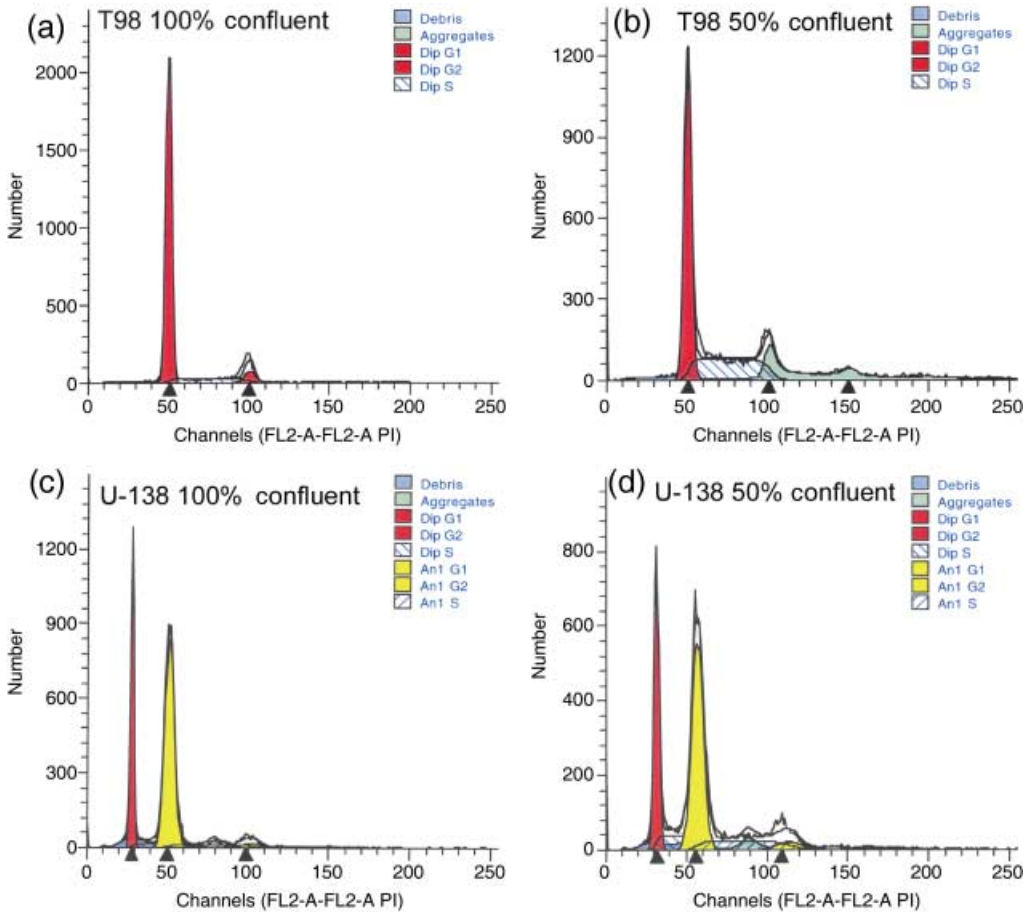 (a) T98 100% confluent
Debris
Aggregates
Dip G1
Dip G2
Dip S
2000
1500
1000
500
0
Number
0 50 100 150 200 250
Channels (FL2-A-FL2-A PI)
(b) T98 50% confluent
Debris
Aggregates
Dip G1
Dip G2
Dip S
1200
900
600
300
0
Number
0 50 100 150 200 250
Channels (FL2-A-FL2-A PI)
(c) U-138 100% confluent
Debris
Aggregates
Dip G1
Dip G2
Dip S
An1 G1
An1 G2
An1 S
1200
900
600
300
0
Number
0 50 100 150 200 250
Channels (FL2-A-FL2-A PI)
(d) U-138 50% confluent
Debris
Aggregates
Dip G1
Dip G2
Dip S
An1 G1
An1 G2
An1 S
800
600
400
200
0
Number
0 50 100 150 200 250
Channels (FL2-A-FL2-A PI)